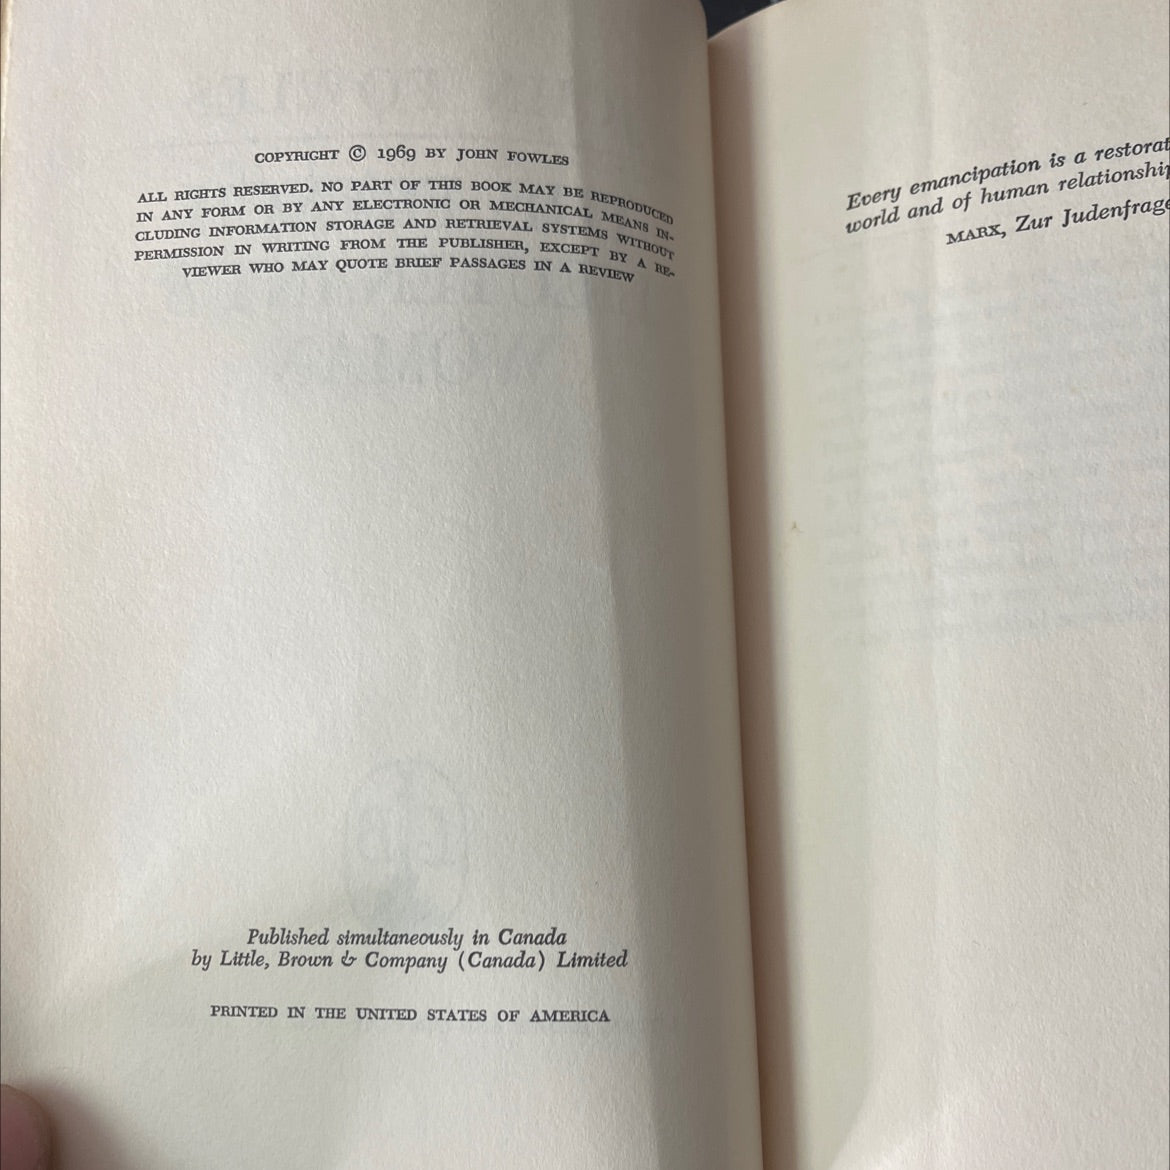 COPYRIGHT © 1969 BY JOHN FOWLES
ALL RIGHTS RESERVED. NO PART OF THIS BOOK MAY BE REPRODUCED
IN ANY FORM OR BY ANY ELECTRONIC OR MECHANICAL MEANS IN-
CLUDING INFORMATION STORAGE AND RETRIEVAL SYSTEMS WITHOUT
PERMISSION IN WRITING FROM THE PUBLISHER, EXCEPT BY A RE-
VIEWER WHO MAY QUOTE BRIEF PASSAGES IN A REVIEW
Published simultaneously in Canada
by Little, Brown & Company (Canada) Limited
PRINTED IN THE UNITED STATES OF AMERICA
Every emancipation is a restorat
world and of human relationship
MARX, Zur Judenfrage